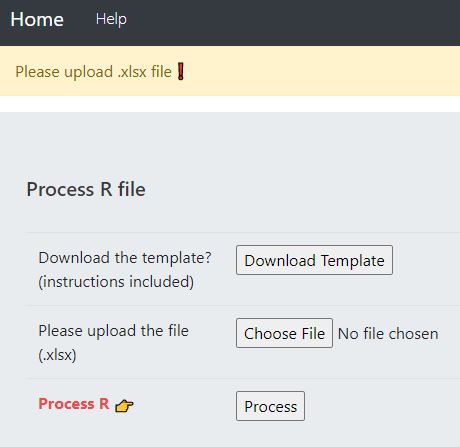 Home Help
Please upload .xlsx file❗
Process R file
Download the template? Download Template
(instructions included)
Please upload the file Choose File No file chosen
(.xlsx)
Process R 👉 Process